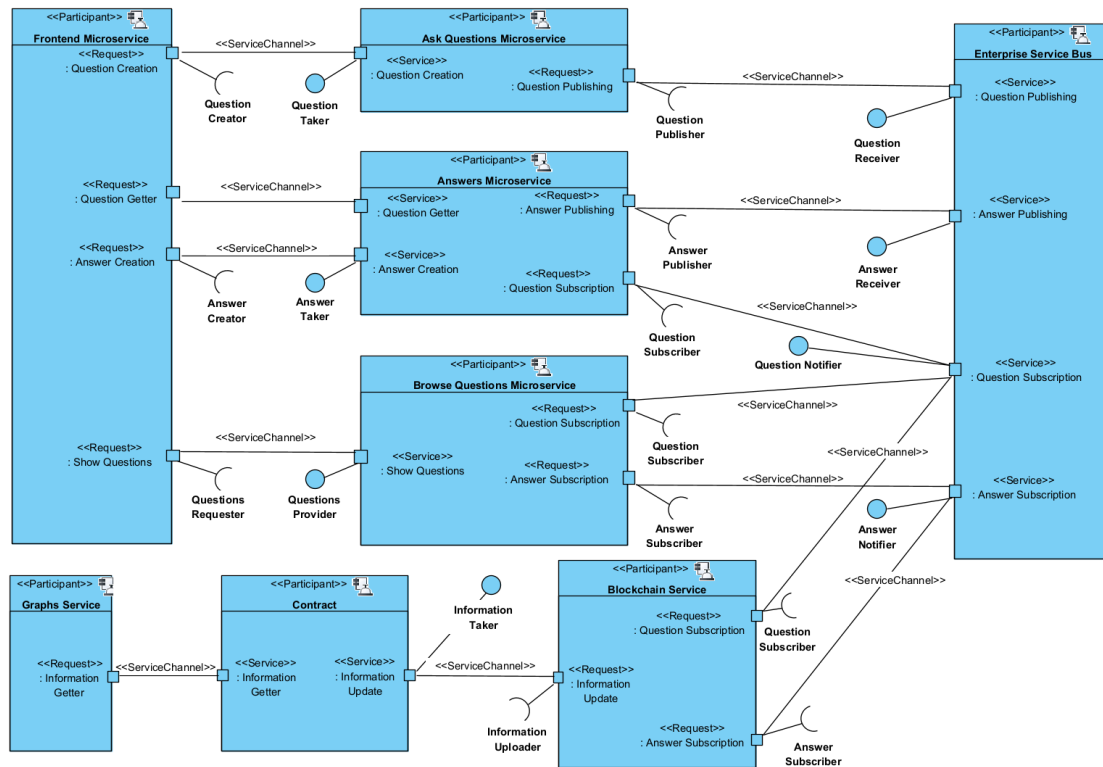 <<Participant>>
Frontend Microservice
<<Request>>
: Question Creation
<<Request>>
: Question Getter
<<Request>>
: Answer Creation
<<Request>>
: Show Questions
<<ServiceChannel>>
Question
Creator
Question
Taker
<<ServiceChannel>>
<<ServiceChannel>>
Answer
Creator
Answer
Taker
<<ServiceChannel>>
Questions
Requester
Questions
Provider
<<Participant>>
Ask Questions Microservice
<<Service>>
: Question Creation
<<Request>>
: Question Publishing
<<Participant>>
Answers Microservice
<<Service>>
: Question Getter
<<Request>>
: Answer Publishing
<<Service>>
: Answer Creation
<<Request>>
: Question Subscription
<<Participant>>
Browse Questions Microservice
<<Request>>
: Question Subscription
<<Service>>
: Show Questions
<<Request>>
: Answer Subscription
<<ServiceChannel>>
Question
Publisher
Question
Receiver
<<ServiceChannel>>
Answer
Publisher
Answer
Receiver
<<ServiceChannel>>
Question
Subscriber
Question Notifier
<<ServiceChannel>>
Question
Subscriber
<<ServiceChannel>>
Answer
Subscriber
Answer
Notifier
<<ServiceChannel>>
<<Participant>>
Enterprise Service Bus
<<Service>>
: Question Publishing
<<Service>>
: Answer Publishing
<<Service>>
: Question Subscription
<<Service>>
: Answer Subscription
<<Participant>>
Graphs Service
<<Request>>
: Information
Getter
<<ServiceChannel>>
<<Participant>>
Contract
<<Service>>
: Information
Getter
<<Service>>
: Information
Update
Information
Taker
<<ServiceChannel>>
Information
Uploader
<<Participant>>
Blockchain Service
<<Request>>
: Question Subscription
<<Request>>
: Information
Update
<<Request>>
: Answer Subscription
Question
Subscriber
Answer
Subscriber